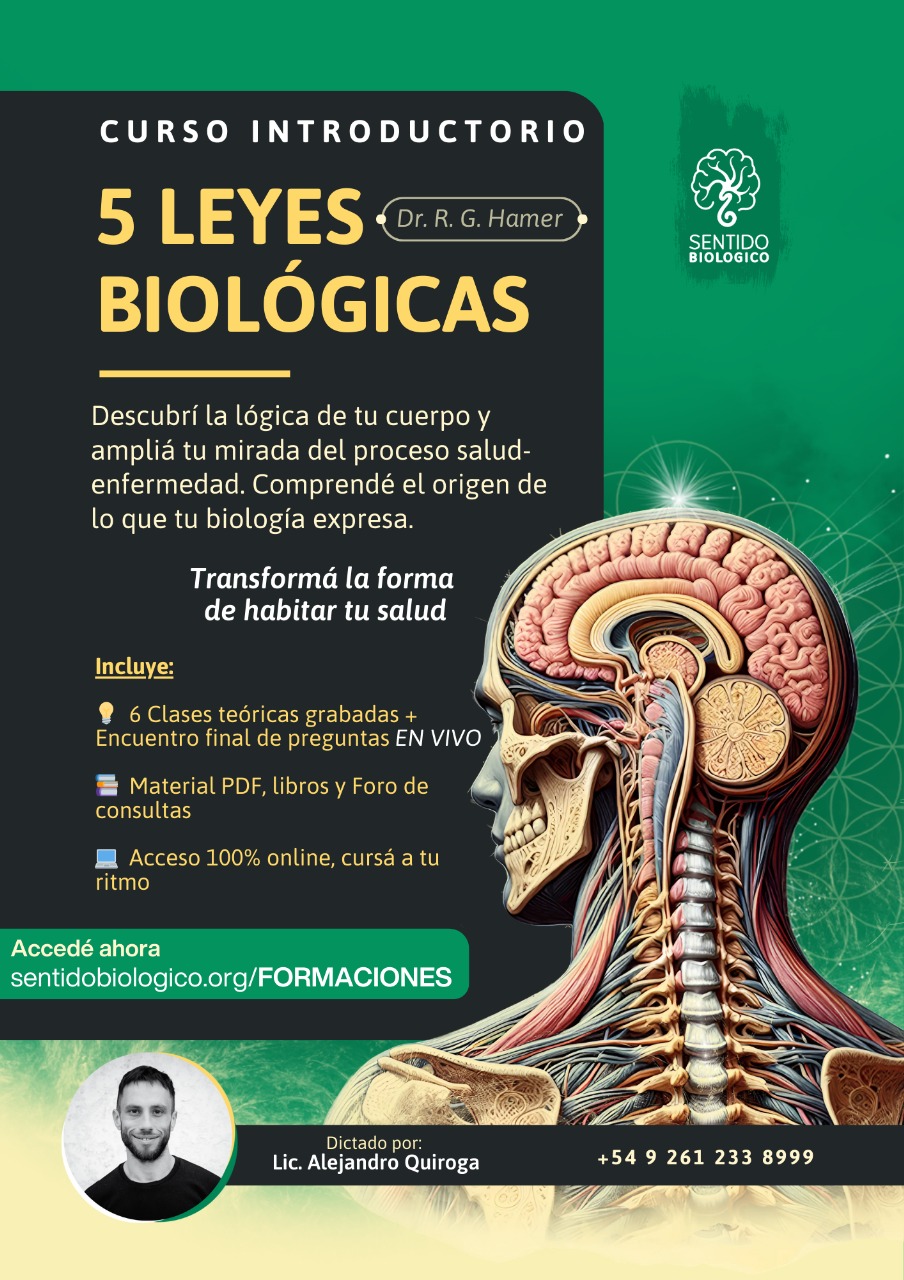 CURSO INTRODUCTORIO
5 LEYES
Dr. R. G. Hamer
BIOLÓGICAS
SENTIDO
BIOLOGICO
Descubrí la lógica de tu cuerpo y
ampliá tu mirada del proceso salud-
enfermedad. Comprendé el origen de
lo que tu biología expresa.
Transformá la forma
de habitar tu salud
Incluye:
💡 6 Clases teóricas grabadas +
Encuentro final de preguntas EN VIVO
📚 Material PDF, libros y Foro de
consultas
💻 Acceso 100% online, cursá a tu
ritmo
Accedé ahora
sentidobiologico.org/FORMACIONES
Dictado por:
Lic. Alejandro Quiroga
+54 9 261 233 8999